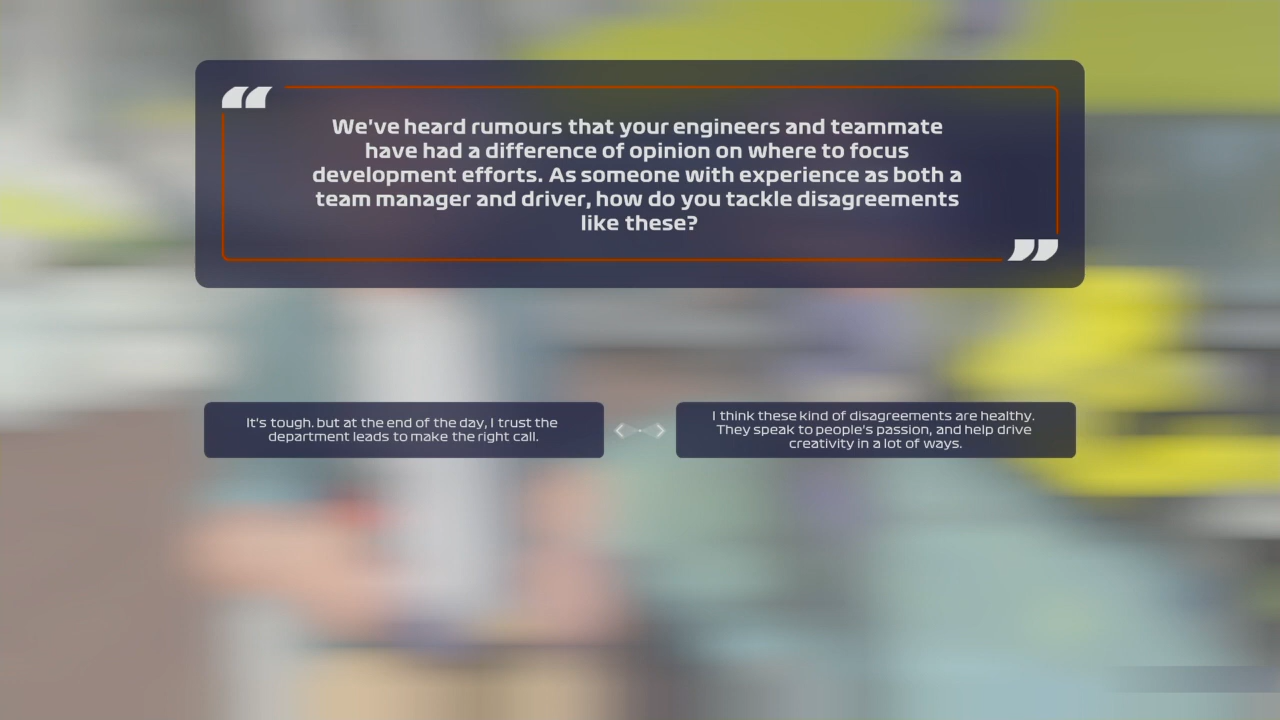 We've heard rumours that your engineers and teammate
have had a difference of opinion on where to focus
development efforts. As someone with experience as both a
team manager and driver, how do you tackle disagreements
like these?
It's tough. but at the end of the day, I trust the
department leads to make the right call.
I think these kind of disagreements are healthy.
They speak to people's passion, and help drive
creativity in a lot of ways.